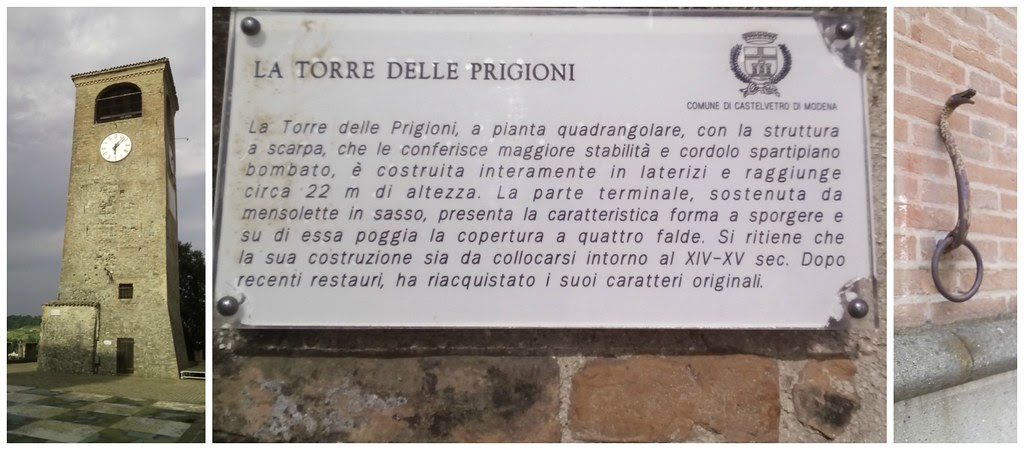 LA TORRE DELLE PRIGIONI
COMUNE DI CASTELVETRO DI MODENA
La Torre delle Prigioni, a pianta quadrangolare, con la struttura
a scarpa, che le conferisce maggiore stabilità e cordolo spartipiano
bombato, è costruita interamente in laterizi e raggiunge
circa 22 m di altezza. La parte terminale, sostenuta da
mensolette in sasso, presenta la caratteristica forma a sporgere e
su di essa poggia la copertura a quattro falde. Si ritiene che
la sua costruzione sia da collocarsi intorno al XIV-XV sec. Dopo
recenti restauri, ha riacquistato i suoi caratteri originali.